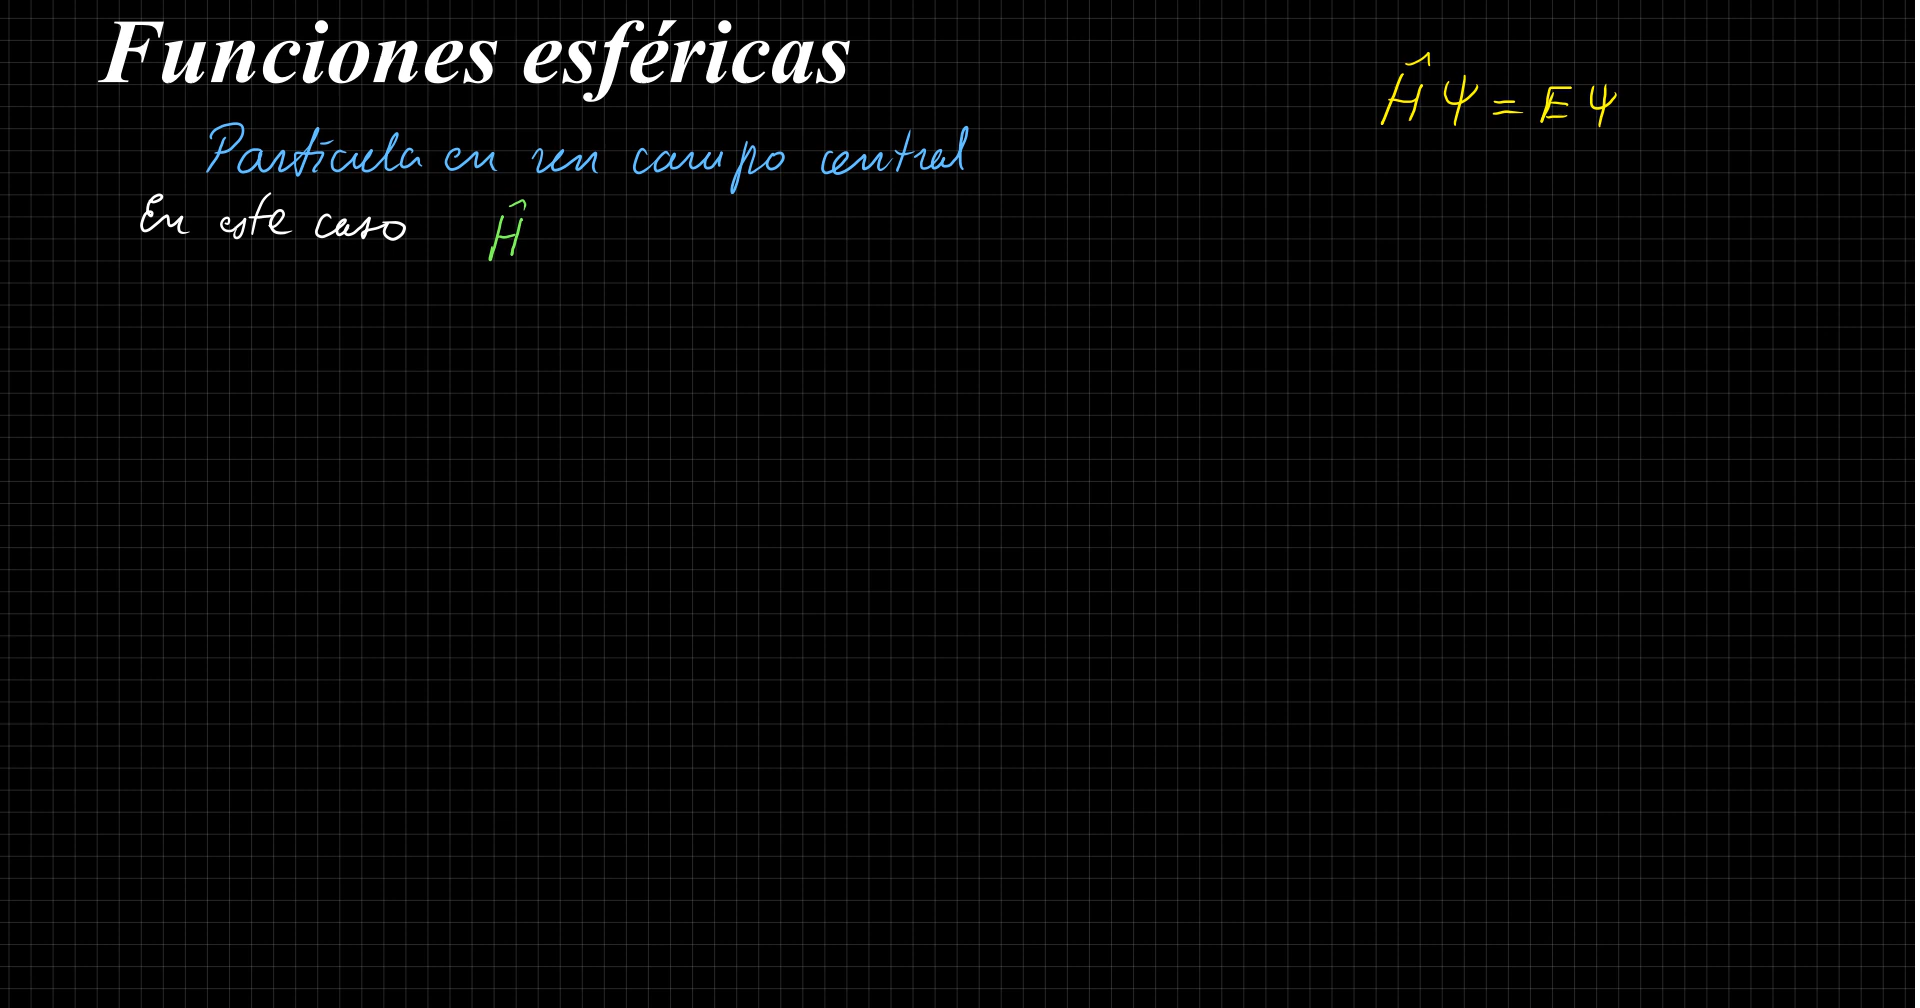 Funciones esféricas
Ĥ Ψ = E Ψ
Partícula en un campo central
En este caso Ĥ